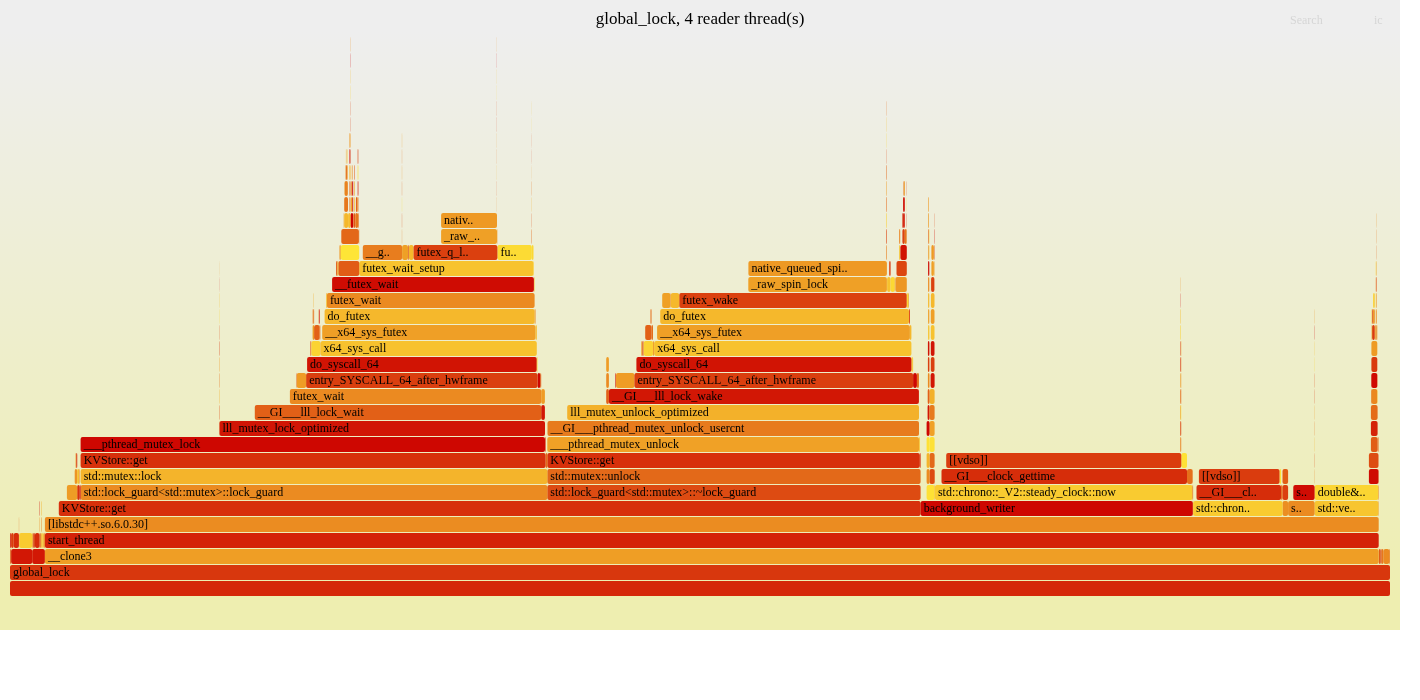 global_lock, 4 reader thread(s)
Search
ic
nativ..
_raw_..
__g..
futex_q_l..
fu..
futex_wait_setup
native_queued_spi..
__futex_wait
_raw_spin_lock
futex_wait
futex_wake
do_futex
do_futex
__x64_sys_futex
__x64_sys_futex
x64_sys_call
x64_sys_call
do_syscall_64
do_syscall_64
entry_SYSCALL_64_after_hwframe
entry_SYSCALL_64_after_hwframe
futex_wait
__GI___lll_lock_wake
__GI___lll_lock_wait
lll_mutex_unlock_optimized
lll_mutex_lock_optimized
__GI___pthread_mutex_unlock_usercnt
___pthread_mutex_lock
___pthread_mutex_unlock
KVStore::get
KVStore::get
[[vdso]]
std::mutex::lock
std::mutex::unlock
__GI___clock_gettime
[[vdso]]
std::lock_guard<std::mutex>::lock_guard
std::lock_guard<std::mutex>::~lock_guard
std::chrono::_V2::steady_clock::now
__GI___cl..
s..
double&..
KVStore::get
background_writer
std::chron..
s..
std::ve..
[libstdc++.so.6.0.30]
start_thread
__clone3
global_lock